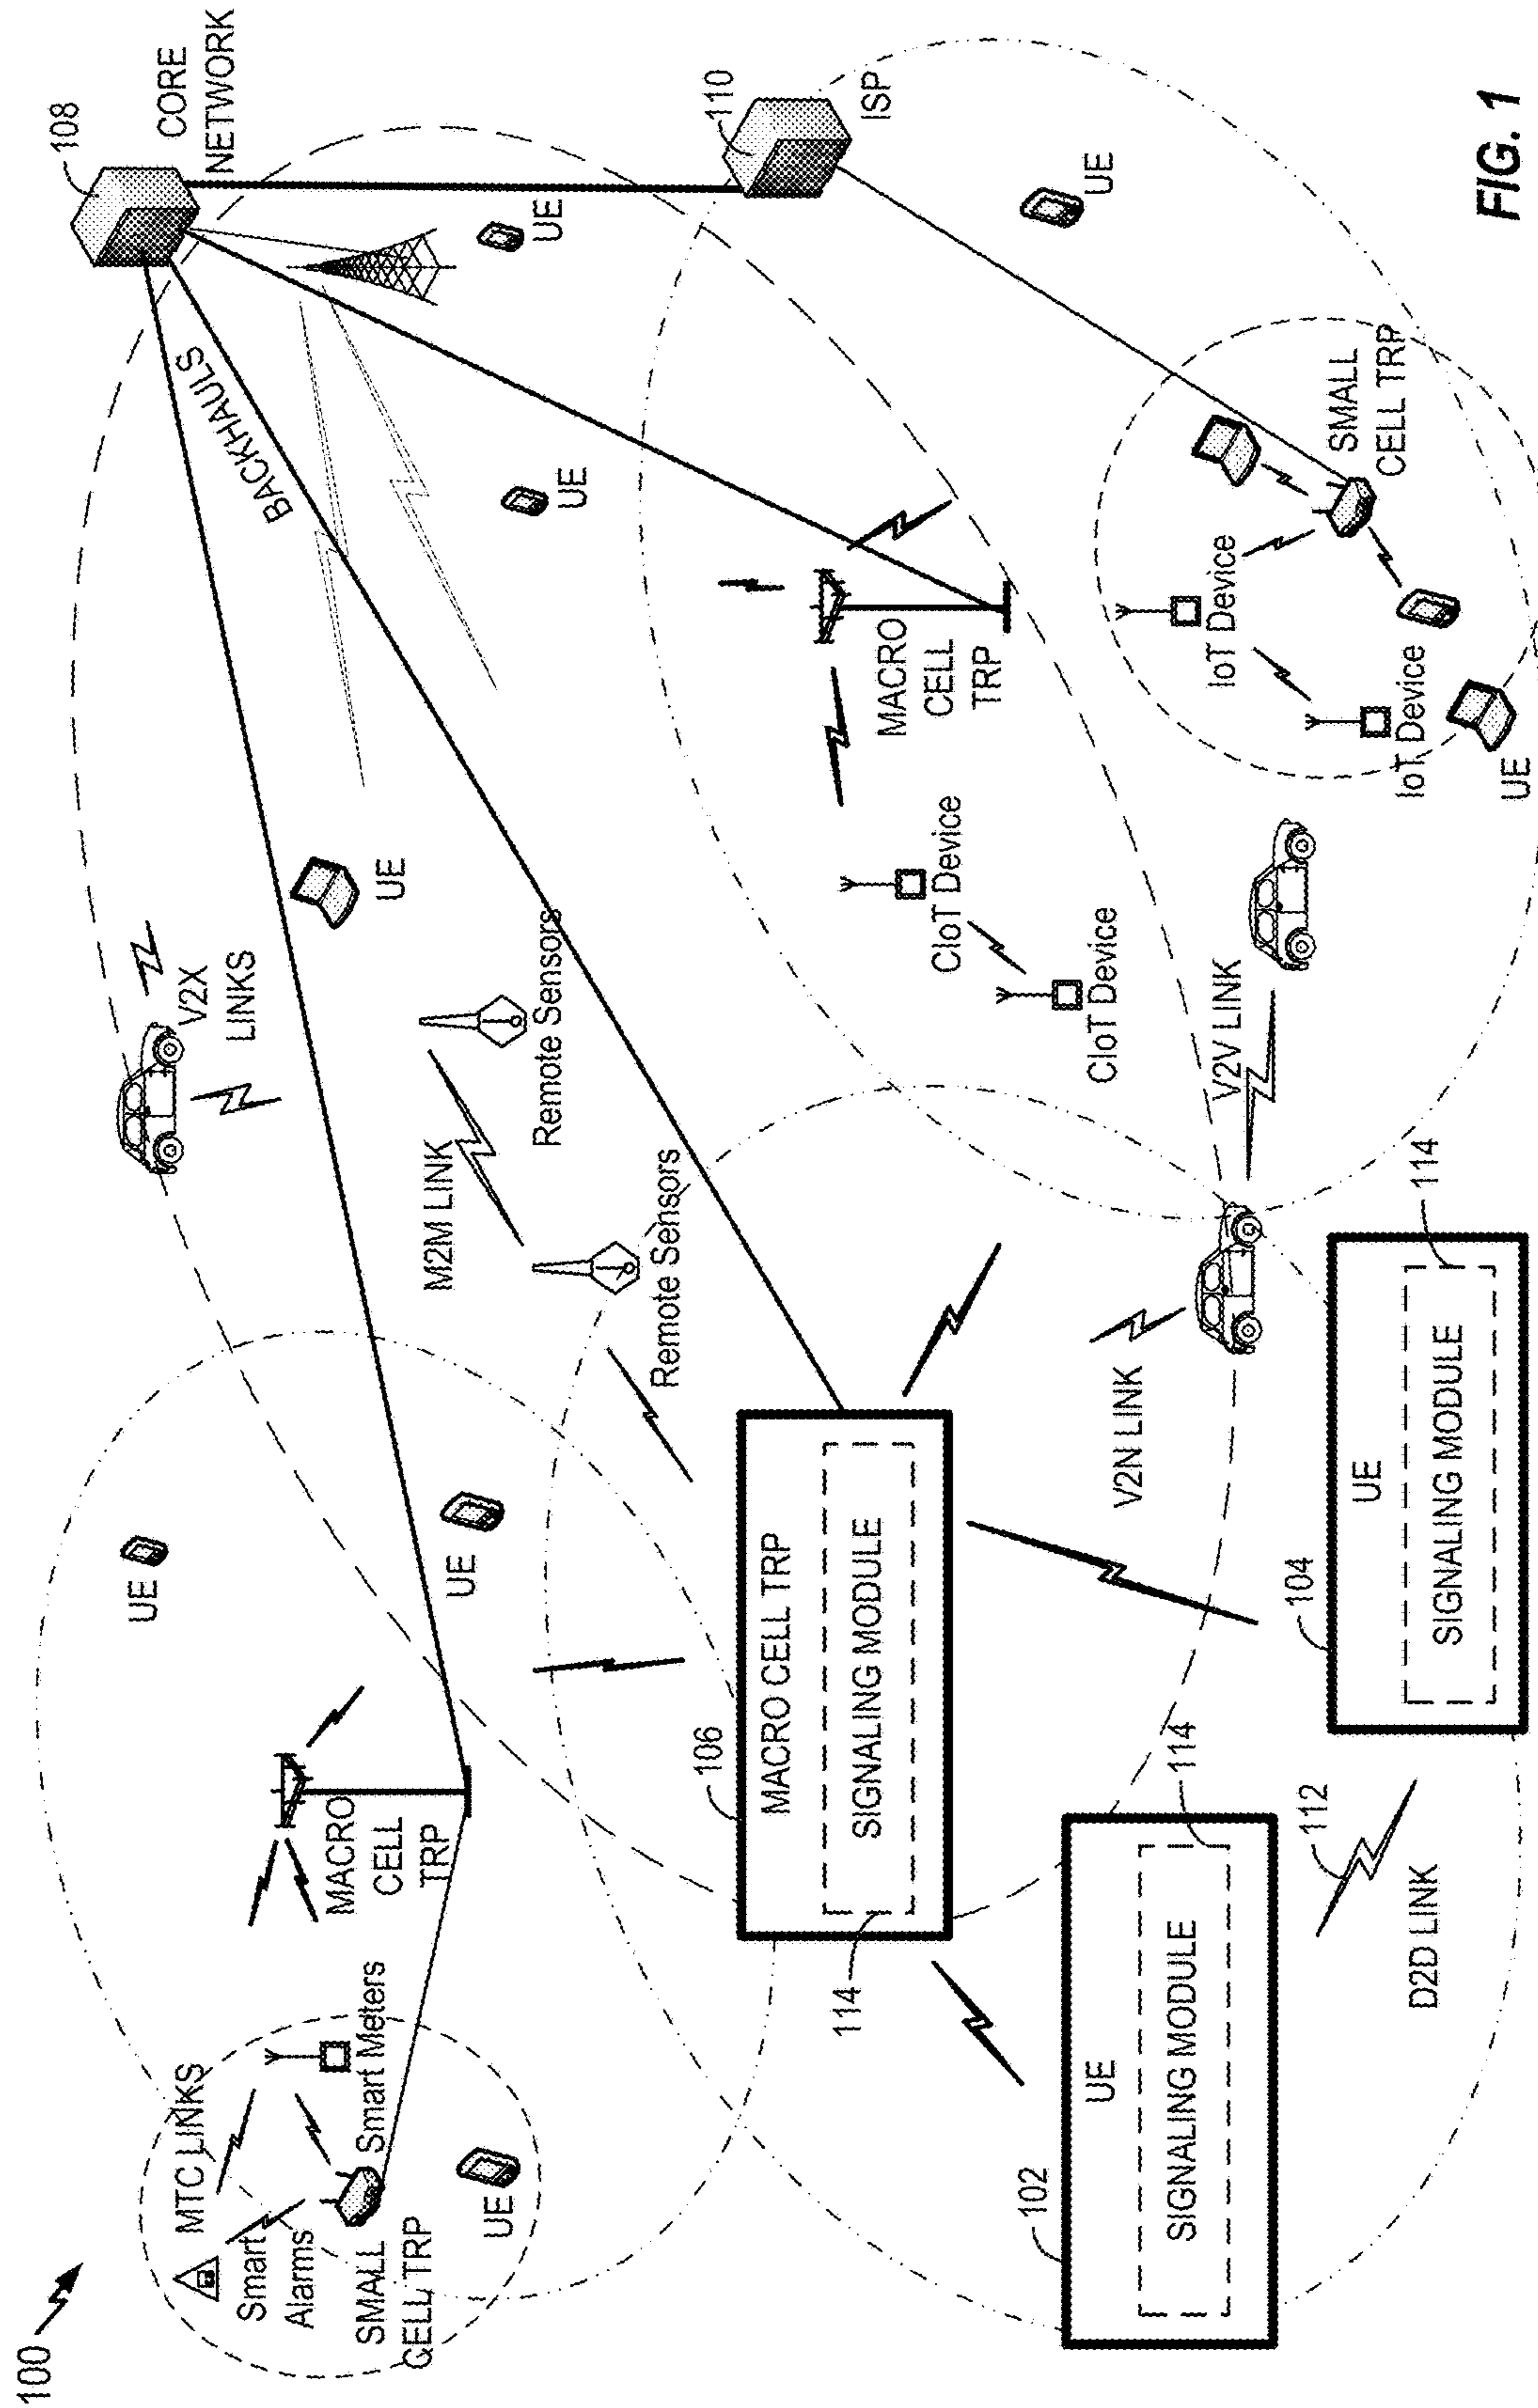 100
MTC LINKS
Smart
Alarms
SMALL
CELL TRP
Smart Meters
UE
MACRO
CELL
TRP
UE
UE
V2X
LINKS
UE
BACKHAULS
108
CORE
NETWORK
UE
UE
M2M LINK
Remote Sensors
Remote Sensors
106
MACRO CELL TRP
SIGNALING MODULE
114
MACRO
CELL
TRP
CIoT Device
CIoT Device
110
ISP
UE
102
UE
SIGNALING MODULE
114
V2N LINK
V2V LINK
IoT Device
IoT Device
SMALL
CELL TRP
UE
112
D2D LINK
104
UE
SIGNALING MODULE
114
FIG. 1